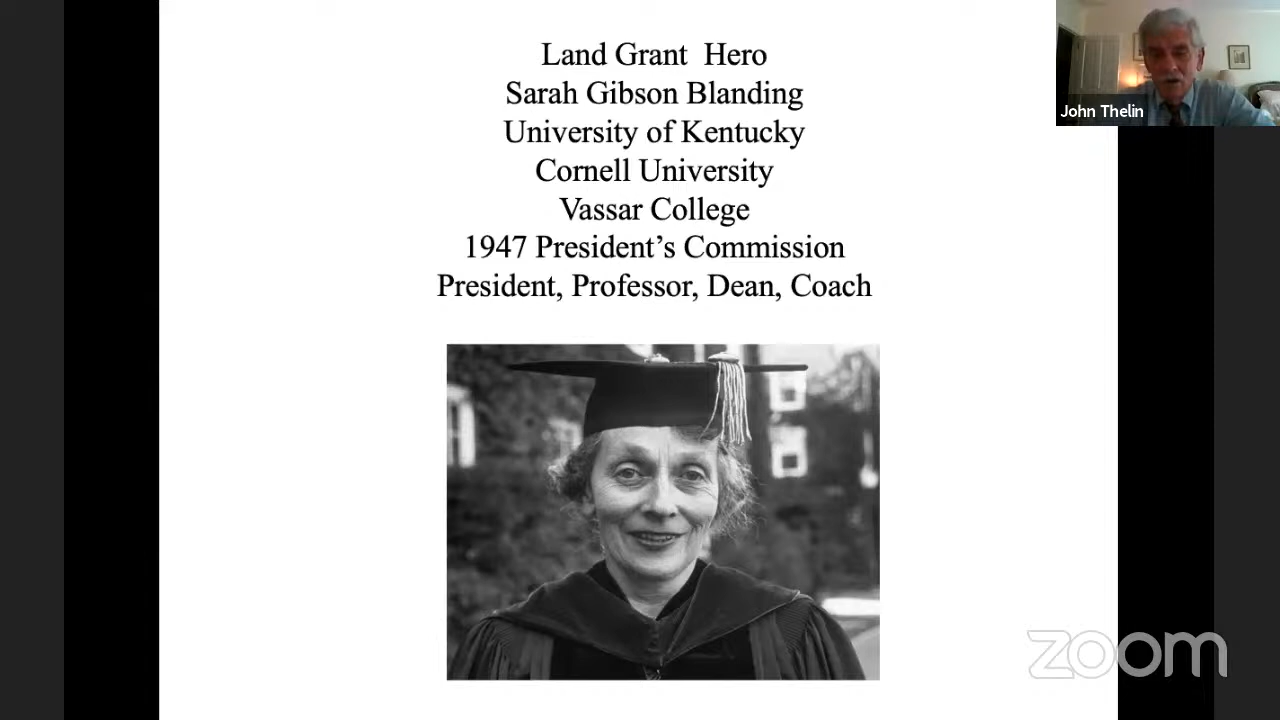 Land Grant  Hero
Sarah Gibson Blanding
University of Kentucky
Cornell University
Vassar College
1947 President’s Commission
President, Professor, Dean, Coach
John Thelin
zoom